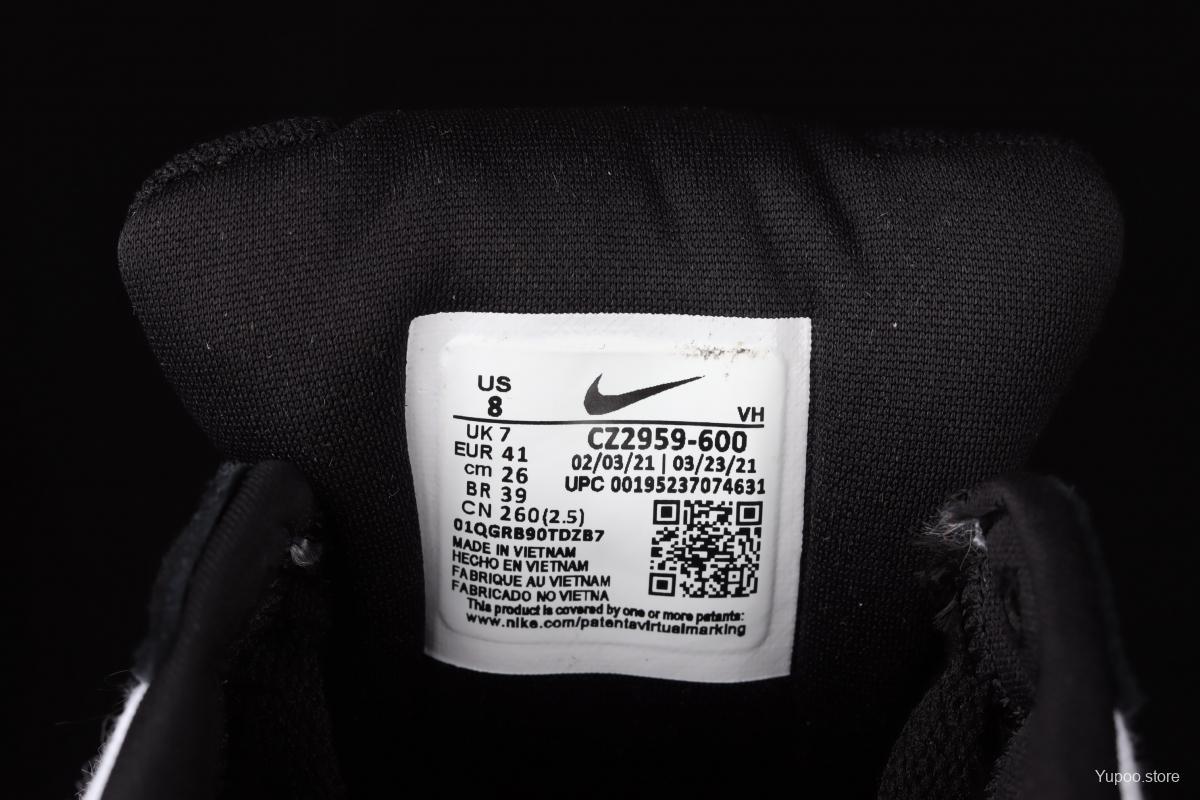 US
8
VH
UK 7
EUR 41
cm 26
BR 39
CN 260(2.5)
CZ2959-600
02/03/21 | 03/23/21
UPC 00195237074631
01QGRB90TDZB7
MADE IN VIETNAM
HECHO EN VIETNAM
FABRIQUE AU VIETNAM
FABRICADO NO VIETNA
This product is covered by one or more patents:
www.nike.com/patentavirtualmarking
Yupoo.store